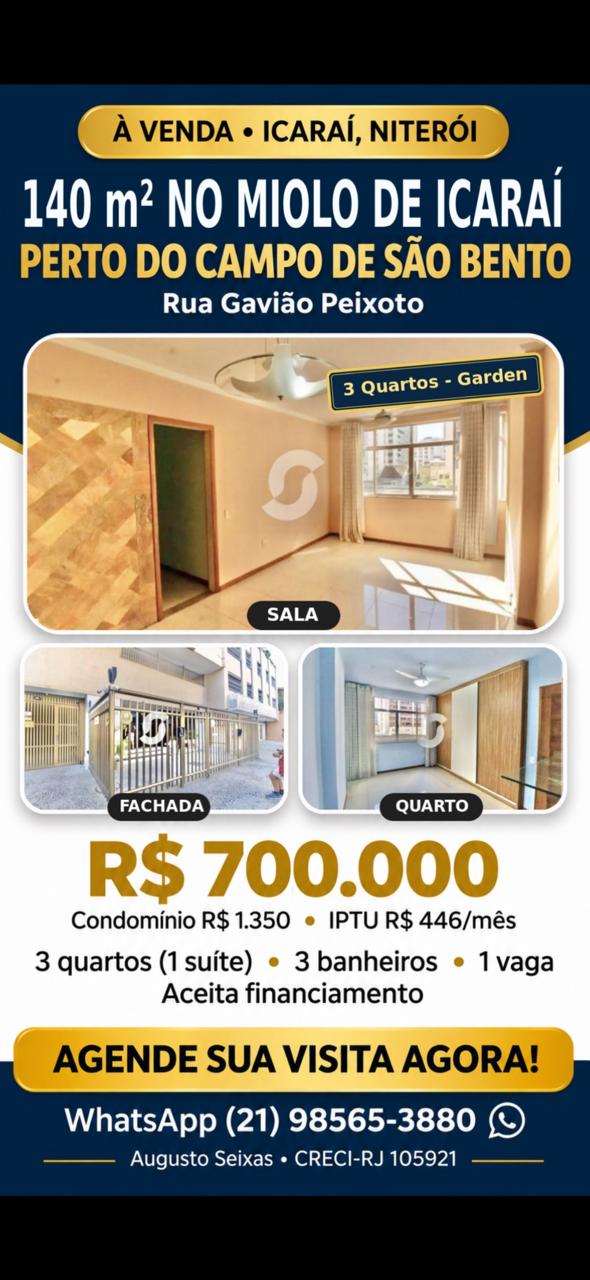 À VENDA • ICARAÍ, NITERÓI
140 m² NO MIOLO DE ICARAÍ
PERTO DO CAMPO DE SÃO BENTO
Rua Gavião Peixoto
3 Quartos - Garden
SALA
FACHADA
QUARTO
R$ 700.000
Condomínio R$ 1.350 • IPTU R$ 446/mês
3 quartos (1 suíte) • 3 banheiros • 1 vaga
Aceita financiamento
AGENDE SUA VISITA AGORA!
WhatsApp (21) 98565-3880
Augusto Seixas • CRECI-RJ 105921